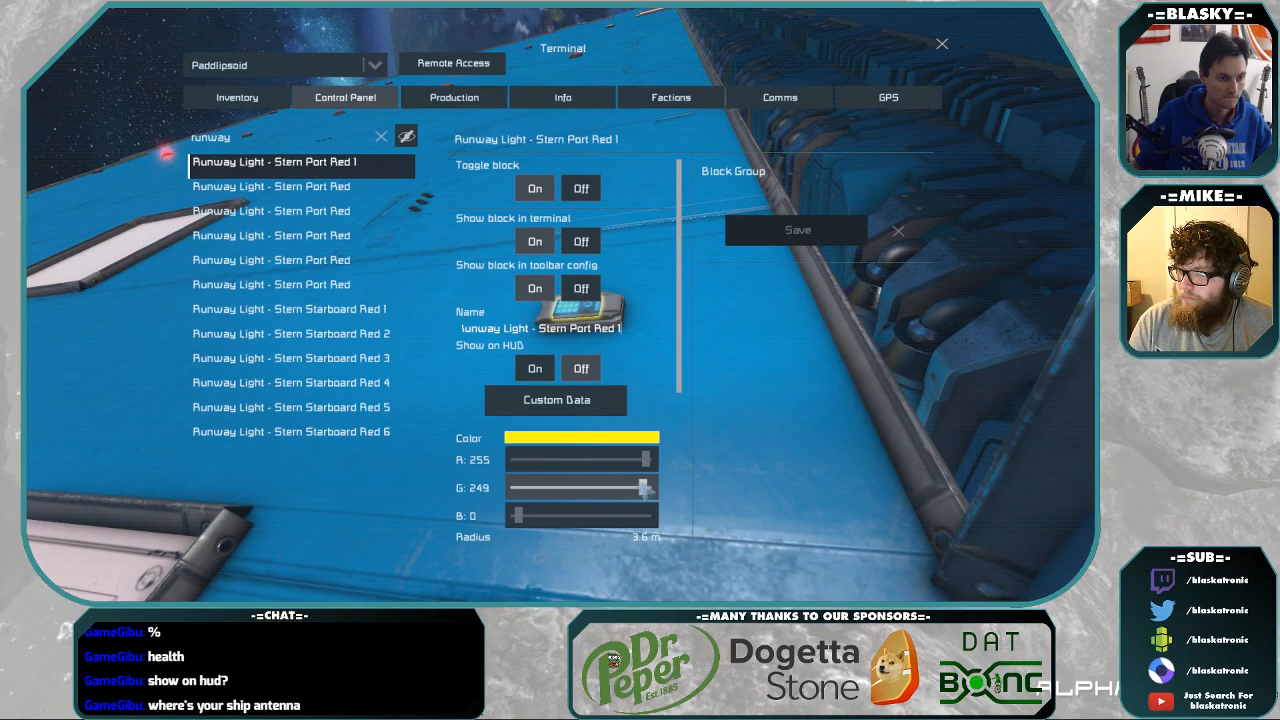 -=BLASKY=-
Terminal
Paddlipsoid
Remote Access
Inventory
Control Panel
Production
Info
Factions
Comms
GPS
runway
Runway Light - Stern Port Red 1
Runway Light - Stern Port Red
Runway Light - Stern Port Red
Runway Light - Stern Port Red
Runway Light - Stern Port Red
Runway Light - Stern Port Red
Runway Light - Stern Starboard Red 1
Runway Light - Stern Starboard Red 2
Runway Light - Stern Starboard Red 3
Runway Light - Stern Starboard Red 4
Runway Light - Stern Starboard Red 5
Runway Light - Stern Starboard Red 6
Runway Light - Stern Port Red 1
Toggle block
On Off
Show block in terminal
On Off
Show block in toolbar config
On Off
Name
unway Light - Stern Port Red 1
Show on HUD
On Off
Custom Data
Color
R: 255
G: 249
B: 0
Radius 3.6 m
Block Group
Save
-=MIKE=-
-=SUB=-
/blaskatronic
/blaskatronic
/blaskatronic
/blaskatronic
Just Search For
blaskatronic
-=CHAT=-
GameGibu: %
GameGibu: health
GameGibu: show on hud?
GameGibu: where's your ship antenna
-=MANY THANKS TO OUR SPONSORS=-
Dr
Peper
Est. 1885
Dogetta
Stone
DAT
BONC
ALPHA